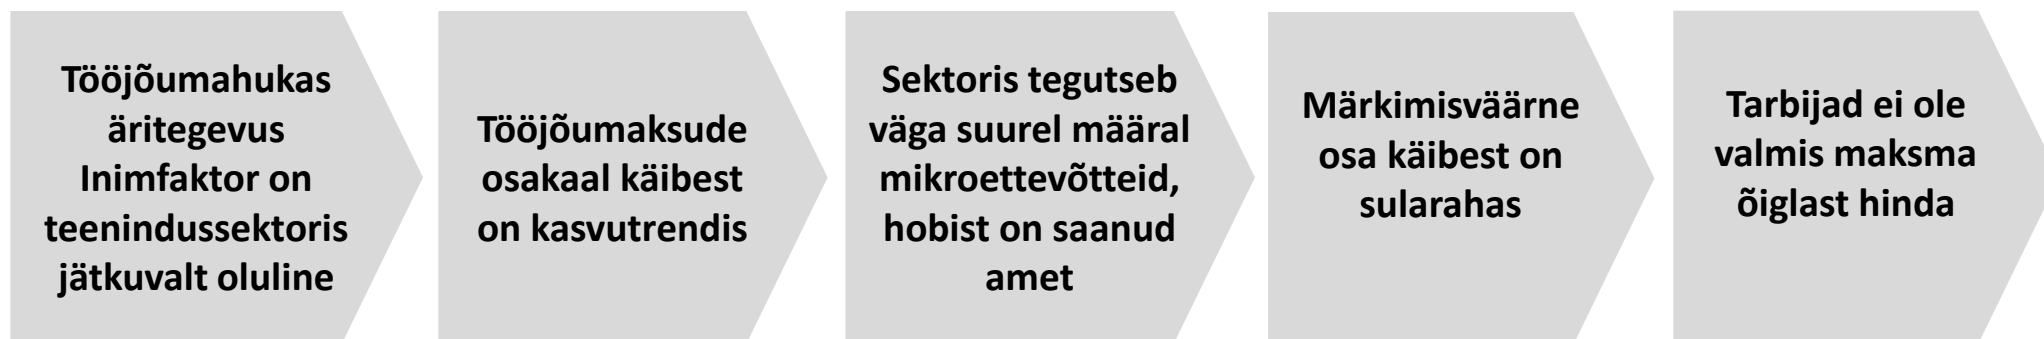 Tööjõumahukas
äritegevus
Inimfaktor on
teenindussektoris
jätkuvalt oluline
Tööjõumaksude
osakaal käibest
on kasvutrendis
Sektoris tegutseb
väga suurel määral
mikroettevõtteid,
hobist on saanud
amet
Märkimisväärne
osa käibest on
sularahas
Tarbijad ei ole
valmis maksma
õiglast hinda